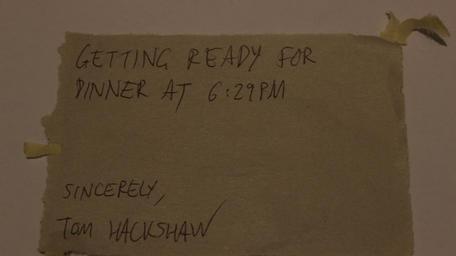 GETTING READY FOR
DINNER AT 6:29PM
SINCERELY,
TOM HACKSHAW